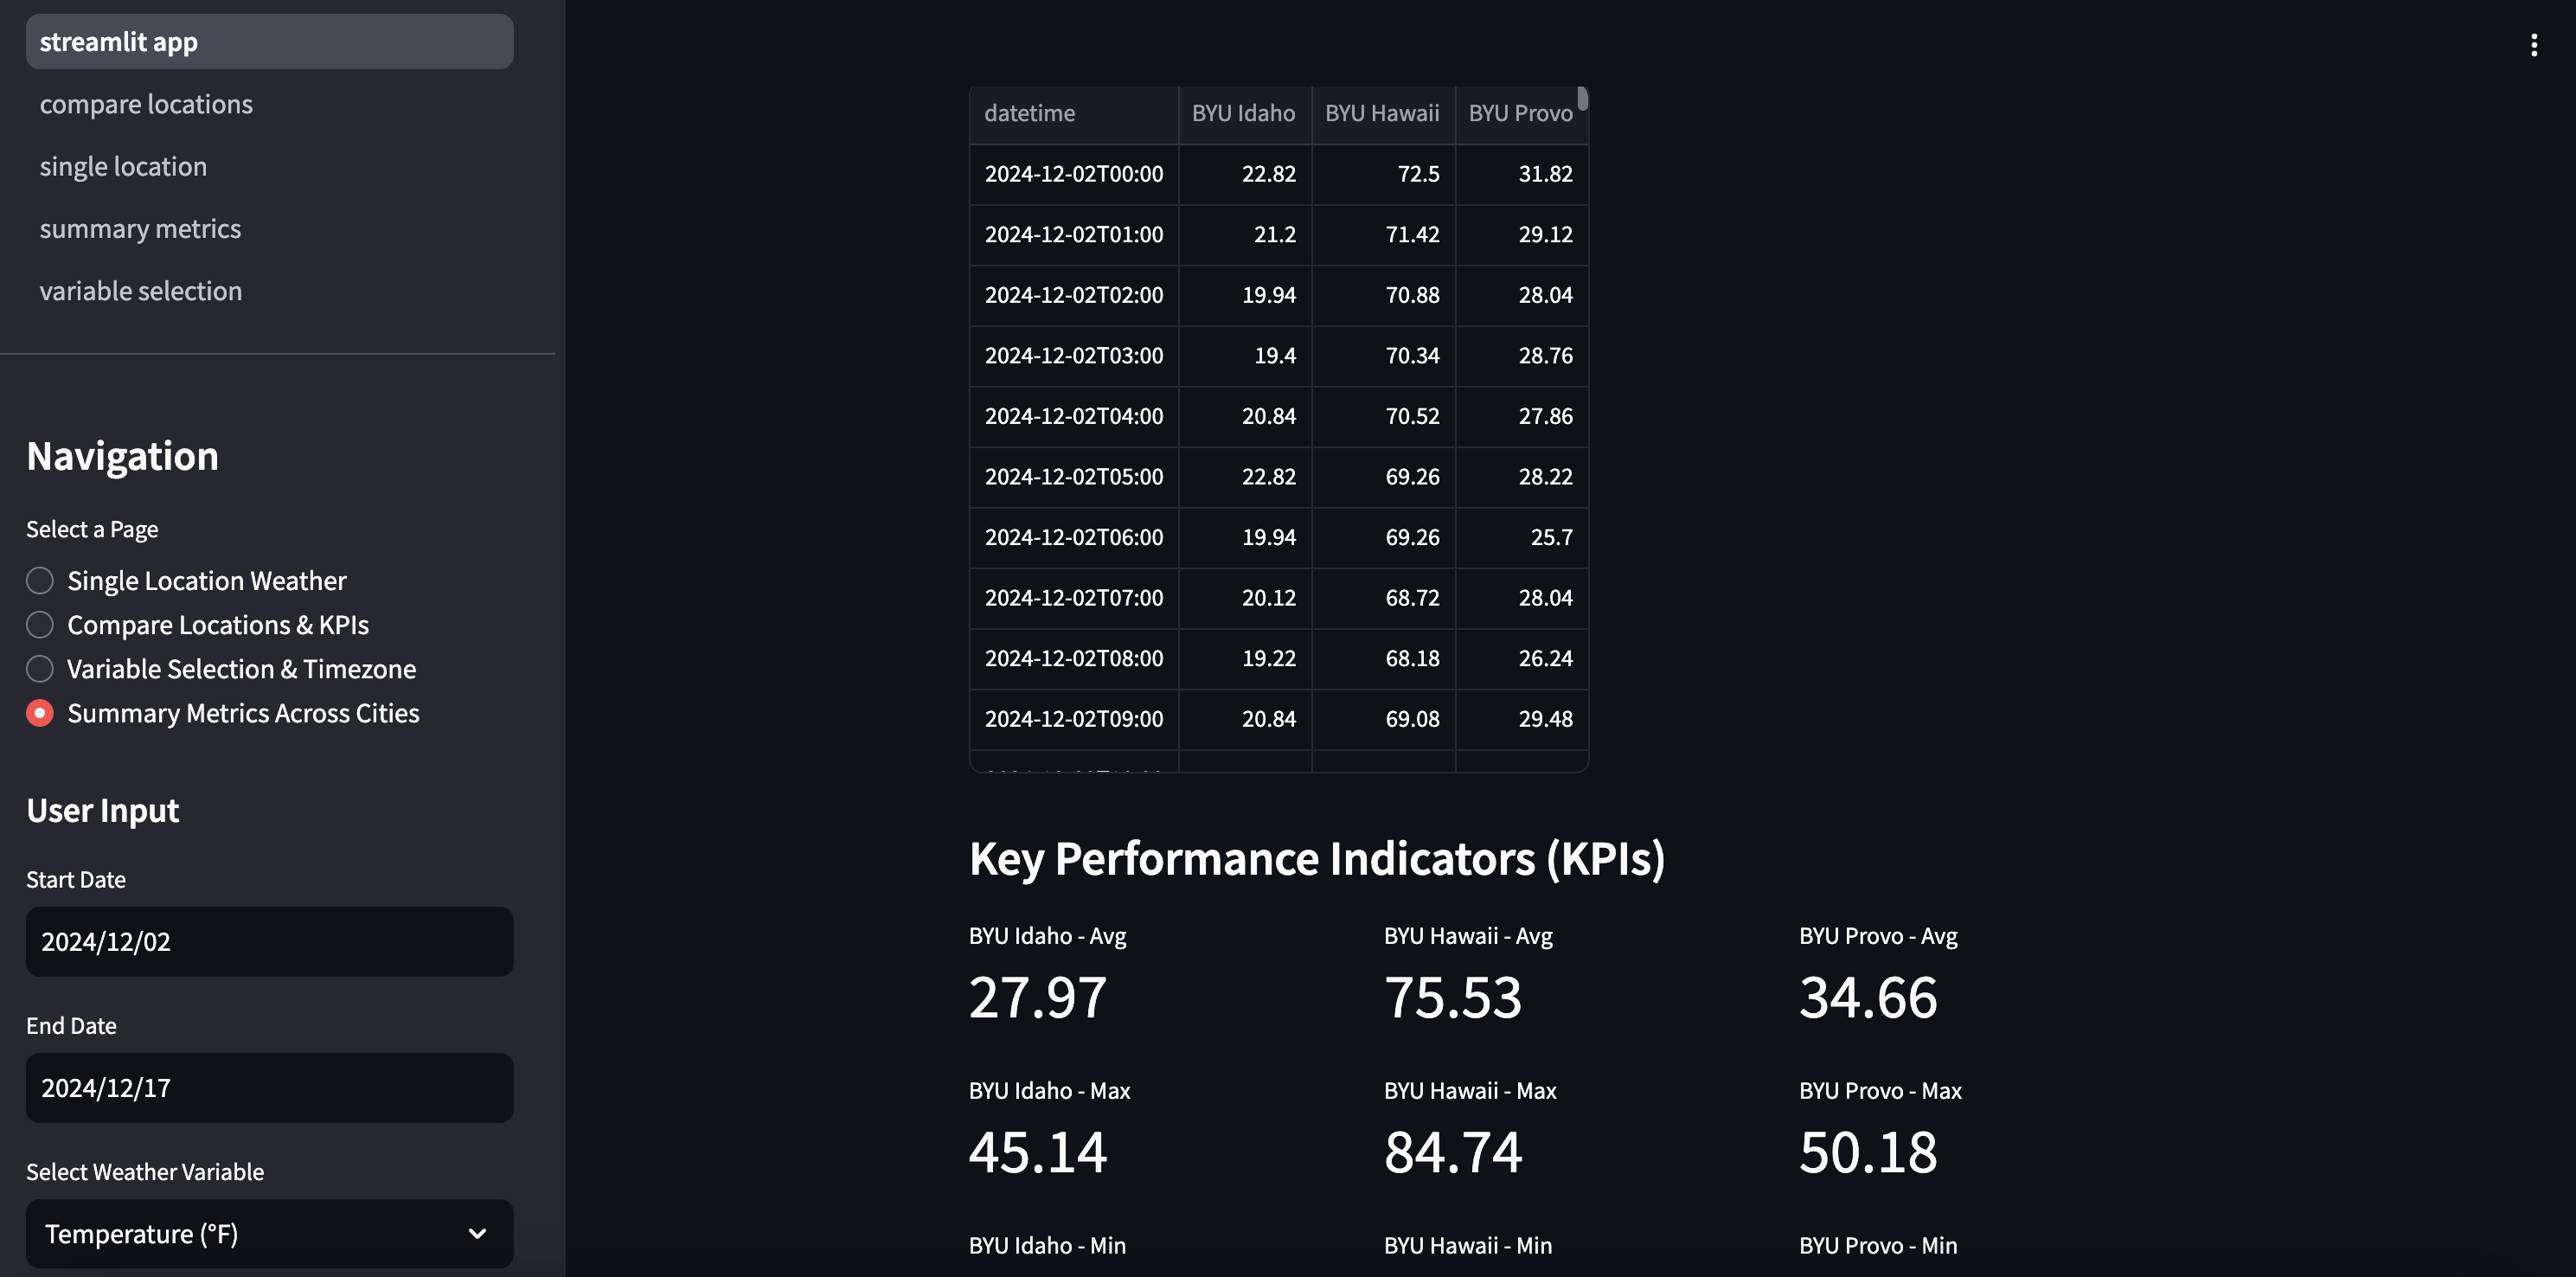 streamlit app
compare locations
single location
summary metrics
variable selection
Navigation
Select a Page
Single Location Weather
Compare Locations & KPIs
Variable Selection & Timezone
Summary Metrics Across Cities
User Input
Start Date
2024/12/02
End Date
2024/12/17
Select Weather Variable
Temperature (°F)
datetime BYU Idaho BYU Hawaii BYU Provo
2024-12-02T00:00 22.82 72.5 31.82
2024-12-02T01:00 21.2 71.42 29.12
2024-12-02T02:00 19.94 70.88 28.04
2024-12-02T03:00 19.4 70.34 28.76
2024-12-02T04:00 20.84 70.52 27.86
2024-12-02T05:00 22.82 69.26 28.22
2024-12-02T06:00 19.94 69.26 25.7
2024-12-02T07:00 20.12 68.72 28.04
2024-12-02T08:00 19.22 68.18 26.24
2024-12-02T09:00 20.84 69.08 29.48
Key Performance Indicators (KPIs)
BYU Idaho - Avg BYU Hawaii - Avg BYU Provo - Avg
27.97 75.53 34.66
BYU Idaho - Max BYU Hawaii - Max BYU Provo - Max
45.14 84.74 50.18
BYU Idaho - Min BYU Hawaii - Min BYU Provo - Min